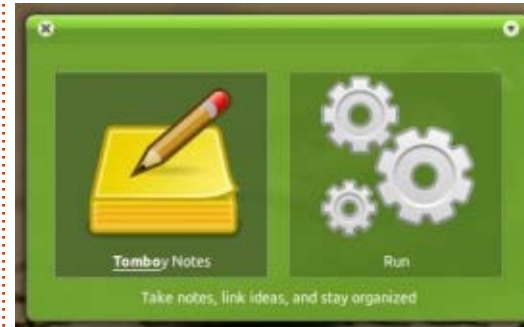 Tomboy Notes
Run
Take notes, link ideas, and stay organized